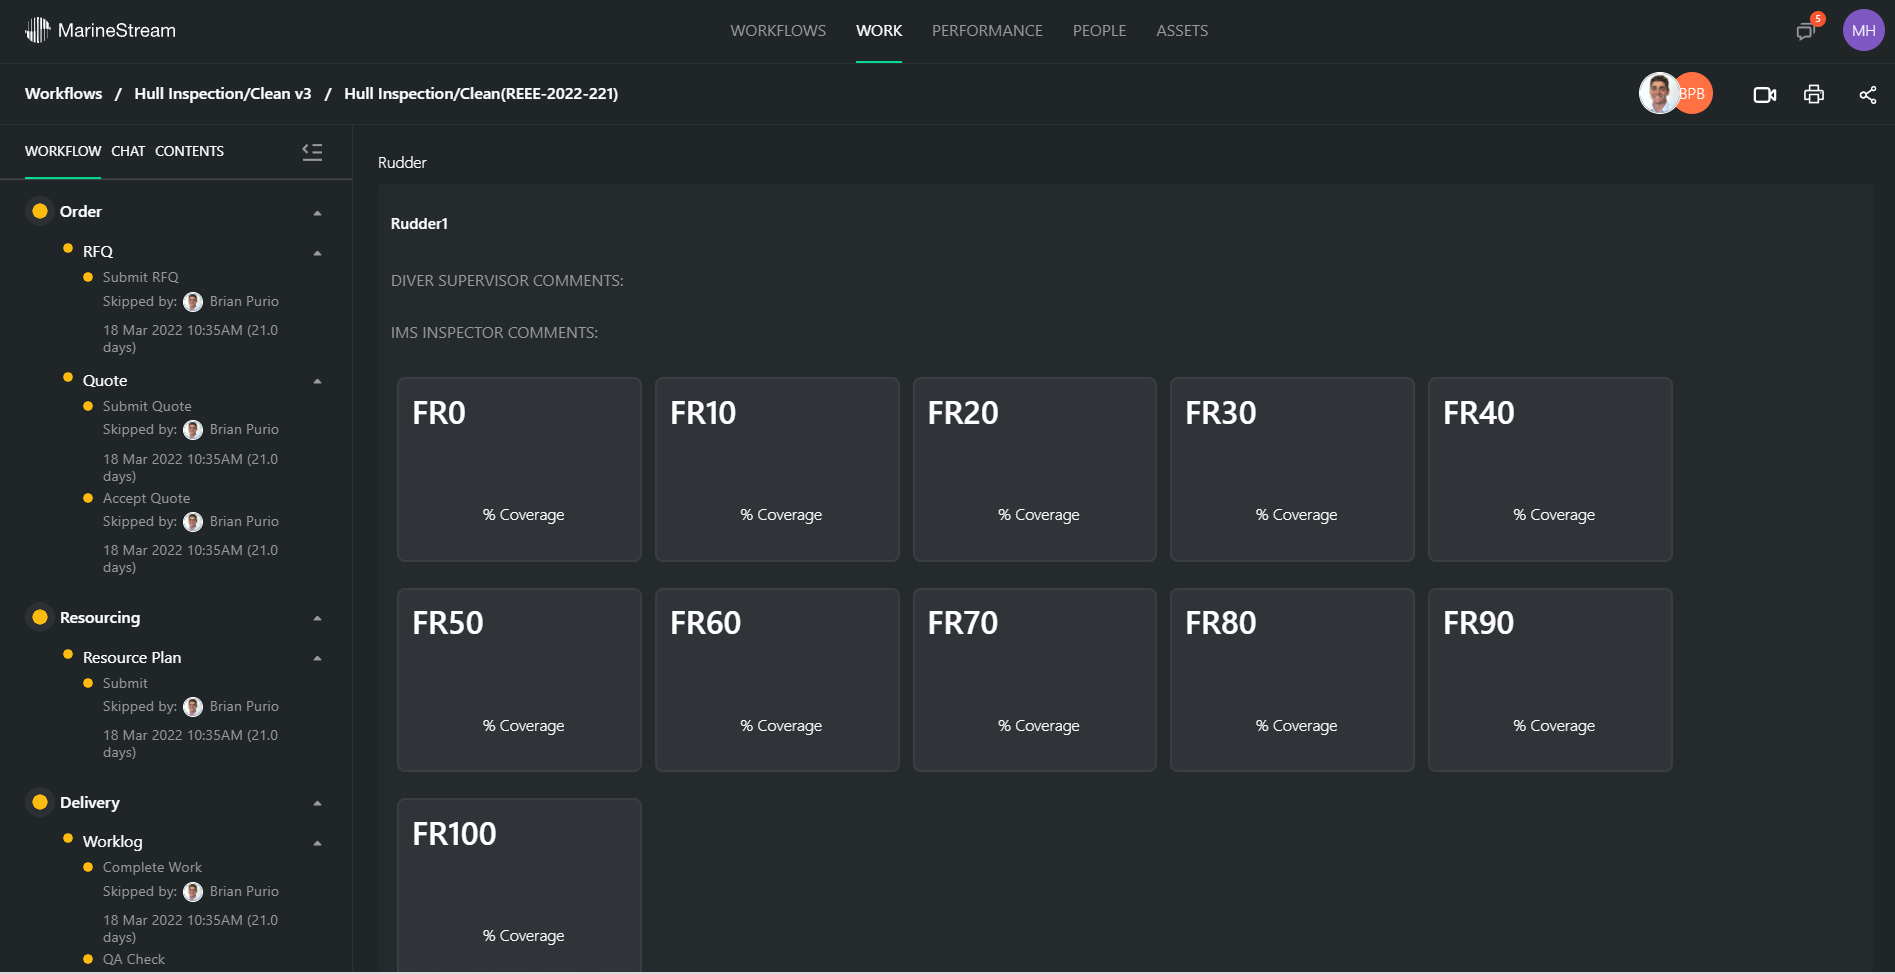 MarineStream
WORKFLOWS WORK PERFORMANCE PEOPLE ASSETS
5
MH
Workflows / Hull Inspection/Clean v3 / Hull Inspection/Clean(REEE-2022-221)
BPB
WORKFLOW CHAT CONTENTS
Order
RFQ
Submit RFQ
Skipped by: Brian Purio
18 Mar 2022 10:35AM (21.0
days)
Quote
Submit Quote
Skipped by: Brian Purio
18 Mar 2022 10:35AM (21.0
days)
Accept Quote
Skipped by: Brian Purio
18 Mar 2022 10:35AM (21.0
days)
Resourcing
Resource Plan
Submit
Skipped by: Brian Purio
18 Mar 2022 10:35AM (21.0
days)
Delivery
Worklog
Complete Work
Skipped by: Brian Purio
18 Mar 2022 10:35AM (21.0
days)
QA Check
Rudder
Rudder1
DIVER SUPERVISOR COMMENTS:
IMS INSPECTOR COMMENTS:
FR0 FR10 FR20 FR30 FR40
% Coverage % Coverage % Coverage % Coverage % Coverage
FR50 FR60 FR70 FR80 FR90
% Coverage % Coverage % Coverage % Coverage % Coverage
FR100
% Coverage